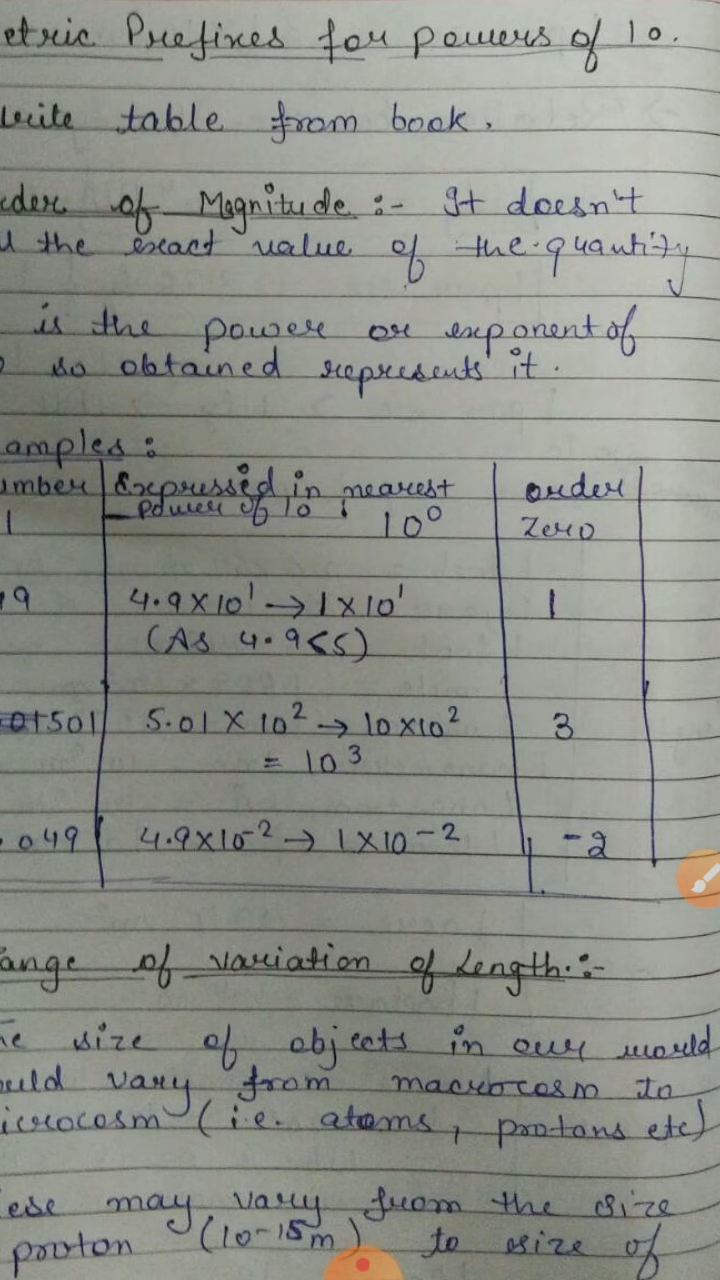 etric Prefixes for powers of 10.
write table from book.
rder of Magnitude :- It doesn't
the exact value of the quantity
is the power or exponent of
so obtained represents it.
amples :
umber Expressed in nearest power of 10 order
1 10⁰ Zero
49 4.9×10¹ → 1×10¹ 1
(As 4.9<5)
501 5.01 × 10² → 10×10² 3
= 10³
.049 4.9×10⁻² → 1×10⁻² -2
ange of variation of Length. :-
size of objects in our world
ould vary from macrocosm to
icrocosm (i.e. atoms, protons etc)
ese may vary from the size
proton (10-15m) to size of